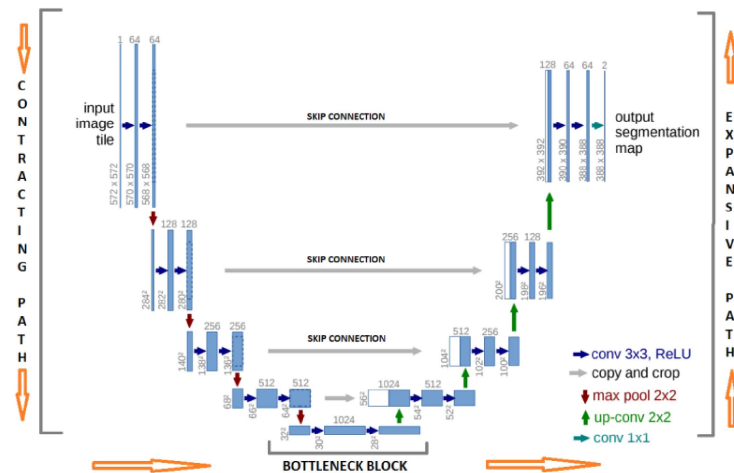 CONTRACTING PATH
1 64 64
input
image
tile
572 x 572
570 x 570
568 x 568
SKIP CONNECTION
128 64 64 2
output
segmentation
map
392 x 392
390 x 390
388 x 388
388 x 388
EXPANSIVE PATH
128 128
284²
282²
280²
SKIP CONNECTION
256 128
200²
198²
196²
256 256
140²
138²
136²
SKIP CONNECTION
512 256
104²
102²
100²
512 512
68²
66²
64²
1024 512
56²
54²
52²
1024
32²
30²
28²
BOTTLENECK BLOCK
conv 3x3, ReLU
copy and crop
max pool 2x2
up-conv 2x2
conv 1x1